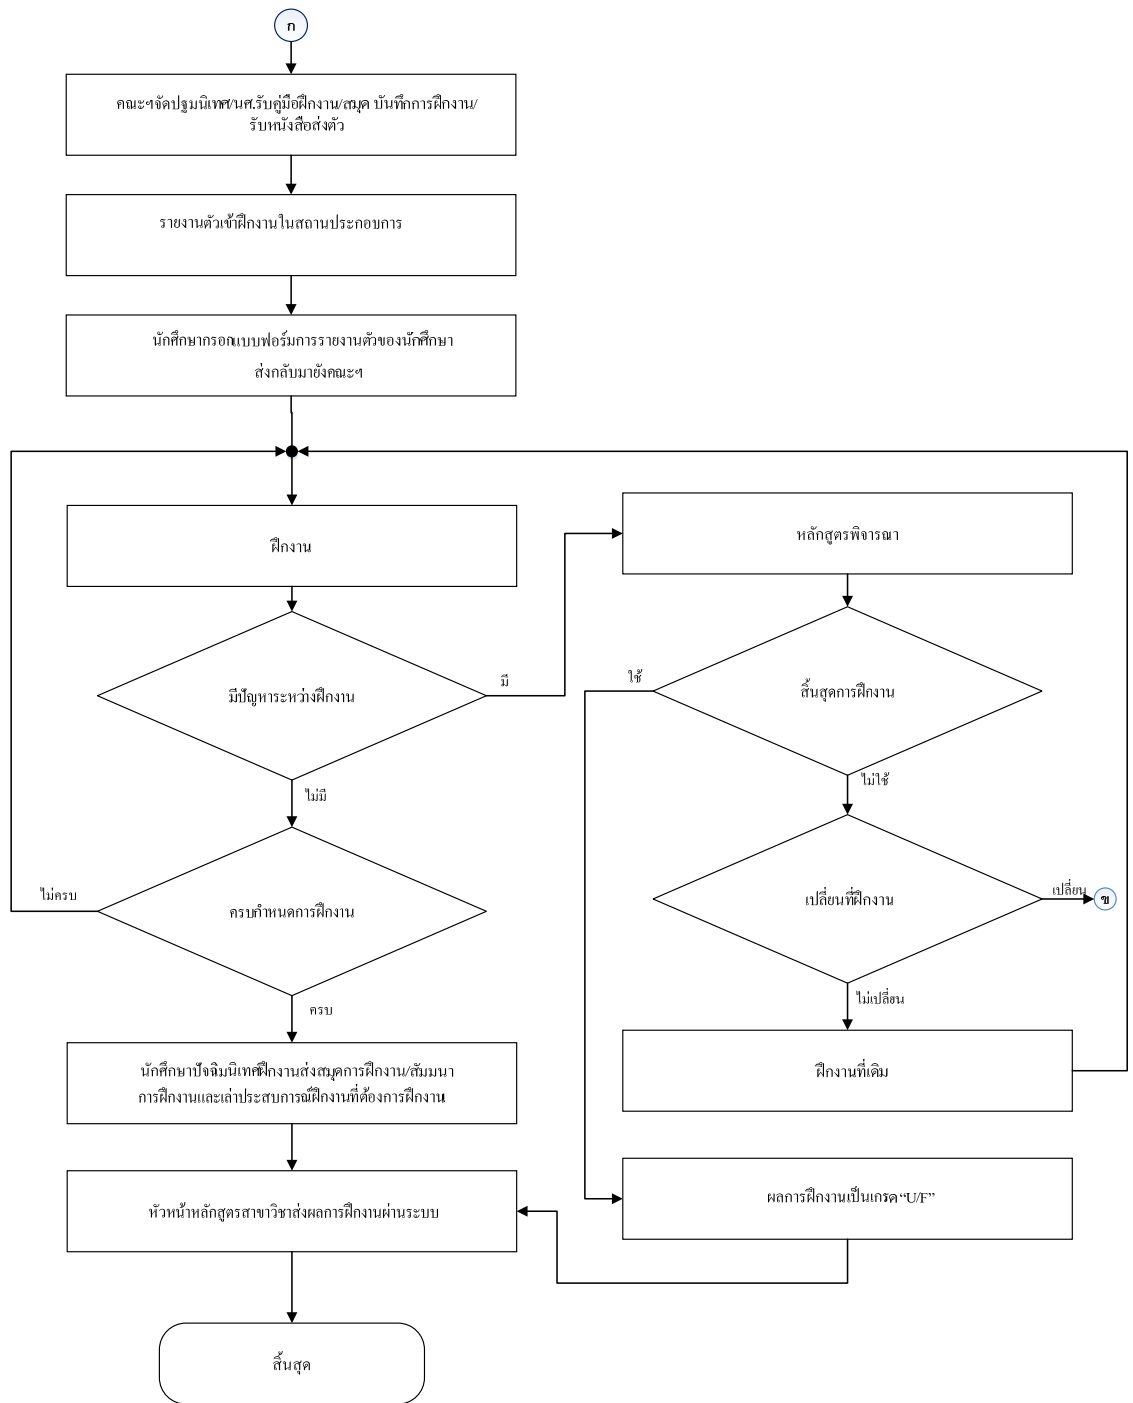 ก
คณะฯจัดปฐมนิเทศ/นศ.รับคู่มือฝึกงาน/สมุด บันทึกการฝึกงาน/
รับหนังสือส่งตัว
รายงานตัวเข้าฝึกงานในสถานประกอบการ
นักศึกษากรอกแบบฟอร์มการรายงานตัวของนักศึกษา
ส่งกลับมายังคณะฯ
ฝึกงาน
มีปัญหาระหว่างฝึกงาน
มี
ไม่มี
ไม่ครบ
ครบกำหนดการฝึกงาน
ครบ
นักศึกษาปัจฉิมนิเทศฝึกงานส่งสมุดการฝึกงาน/สัมมนา
การฝึกงานและเล่าประสบการณ์ฝึกงานที่ต้องการฝึกงาน
หัวหน้าหลักสูตรสาขาวิชาส่งผลการฝึกงานผ่านระบบ
สิ้นสุด
หลักสูตรพิจารณา
ใช้
สิ้นสุดการฝึกงาน
ไม่ใช้
เปลี่ยนที่ฝึกงาน
เปลี่ยน
ข
ไม่เปลี่ยน
ฝึกงานที่เดิม
ผลการฝึกงานเป็นเกรด “U/F”